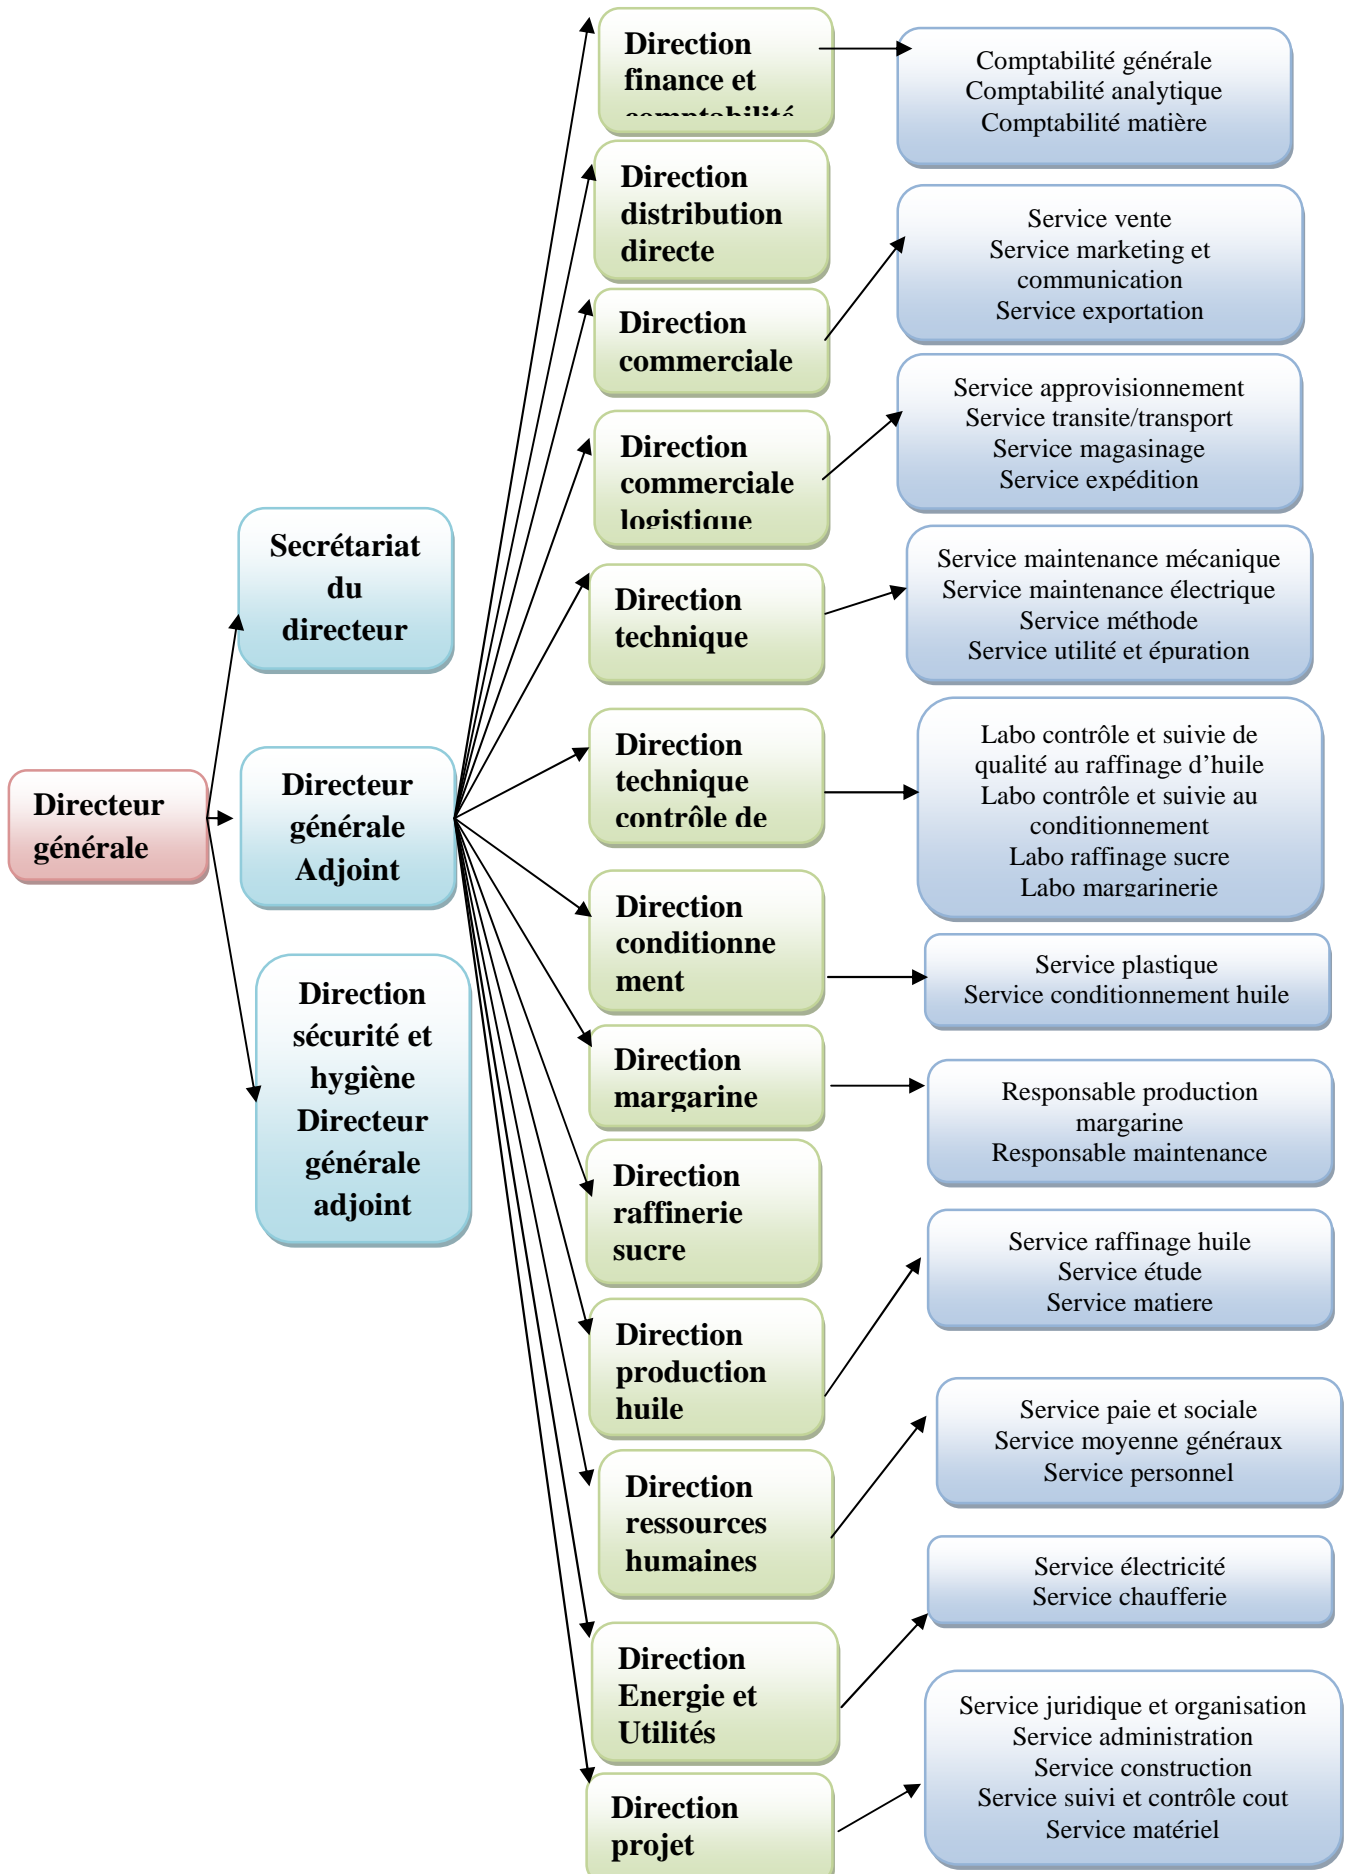 Directeur
générale
Secrétariat
du
directeur
Directeur
générale
Adjoint
Direction
sécurité et
hygiène
Directeur
générale
adjoint
Direction
finance et
comptabilité
Comptabilité générale
Comptabilité analytique
Comptabilité matière
Direction
distribution
directe
Direction
commerciale
Service vente
Service marketing et
communication
Service exportation
Direction
commerciale
logistique
Service approvisionnement
Service transite/transport
Service magasinage
Service expédition
Direction
technique
Service maintenance mécanique
Service maintenance électrique
Service méthode
Service utilité et épuration
Direction
technique
contrôle de
Labo contrôle et suivie de
qualité au raffinage d’huile
Labo contrôle et suivie au
conditionnement
Labo raffinage sucre
Labo margarinerie
Direction
conditionne
ment
Service plastique
Service conditionnement huile
Direction
margarine
Responsable production
margarine
Responsable maintenance
Direction
raffinerie
sucre
Direction
production
huile
Service raffinage huile
Service étude
Service matiere
Direction
ressources
humaines
Service paie et sociale
Service moyenne généraux
Service personnel
Direction
Energie et
Utilités
Service électricité
Service chaufferie
Direction
projet
Service juridique et organisation
Service administration
Service construction
Service suivi et contrôle cout
Service matériel